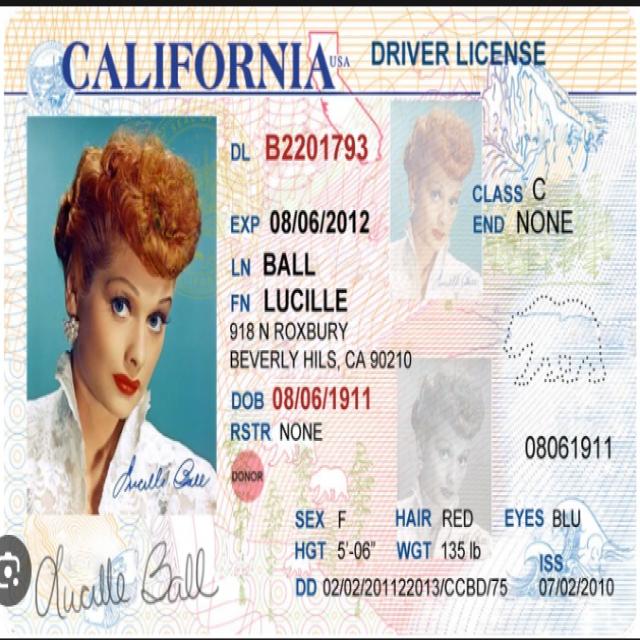 CALIFORNIA USA DRIVER LICENSE
DL B2201793
CLASS C
EXP 08/06/2012
END NONE
LN BALL
FN LUCILLE
918 N ROXBURY
BEVERLY HILS, CA 90210
DOB 08/06/1911
RSTR NONE
08061911
DONOR
Lucille Ball
SEX F HAIR RED EYES BLU
HGT 5'-06" WGT 135 lb
ISS
DD 02/02/201122013/CCBD/75 07/02/2010
Lucille Ball